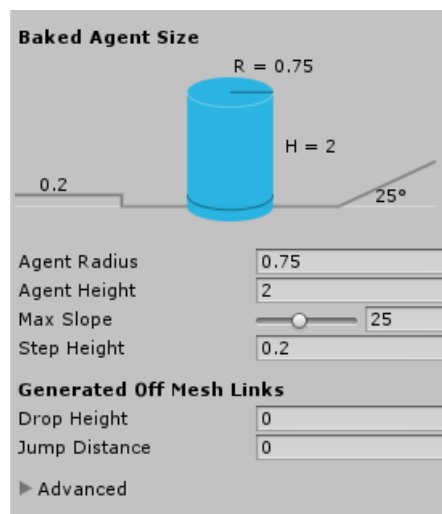 Baked Agent Size
R = 0.75
H = 2
0.2
25°
Agent Radius 0.75
Agent Height 2
Max Slope 25
Step Height 0.2
Generated Off Mesh Links
Drop Height 0
Jump Distance 0
Advanced